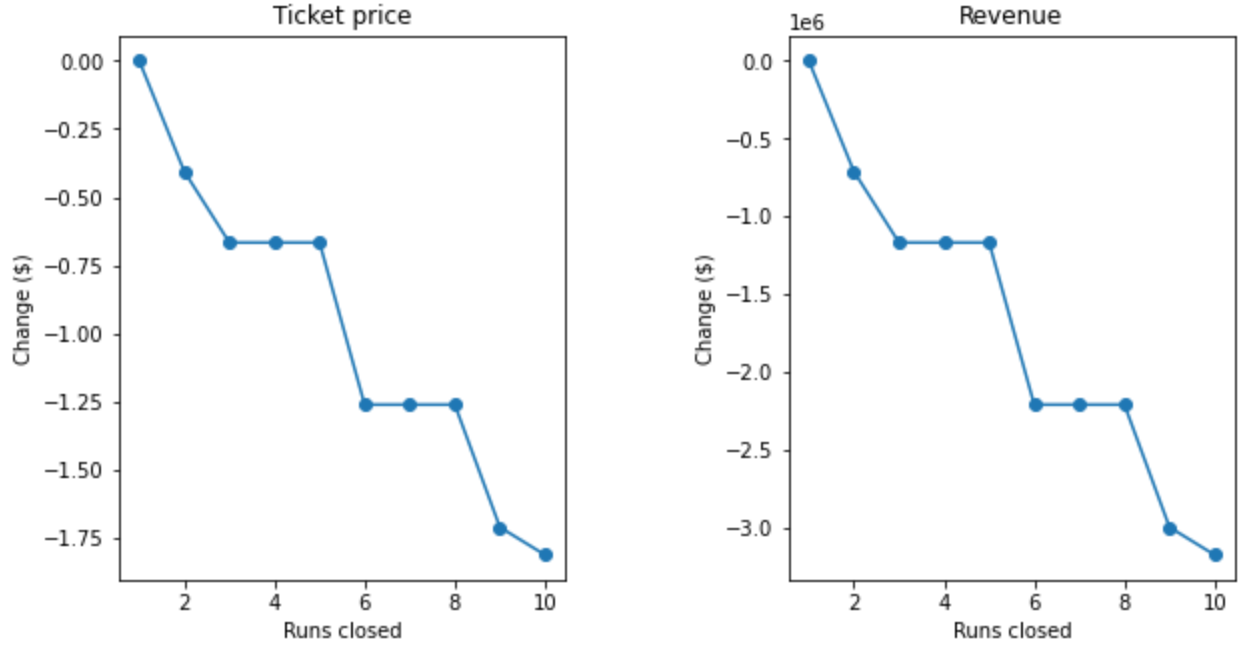 Ticket price
0.00
−0.25
−0.50
−0.75
−1.00
−1.25
−1.50
−1.75
Change ($)
2 4 6 8 10
Runs closed
Revenue
1e6
0.0
−0.5
−1.0
−1.5
−2.0
−2.5
−3.0
Change ($)
2 4 6 8 10
Runs closed